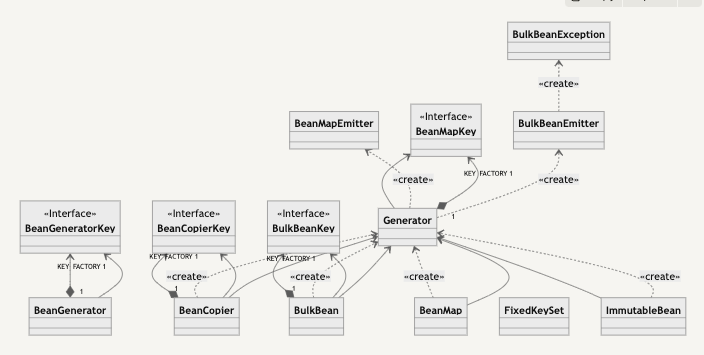 BulkBeanException
«create»
«Interface»
BeanMapKey
BeanMapEmitter
BulkBeanEmitter
KEY_FACTORY 1
«create»
«create»
1
«Interface»
BeanGeneratorKey
«Interface»
BeanCopierKey
«Interface»
BulkBeanKey
Generator
KEY_FACTORY 1
KEY_FACTORY 1
KEY_FACTORY 1
«create»
«create»
«create»
«create»
1
1
1
BeanGenerator
BeanCopier
BulkBean
BeanMap
FixedKeySet
ImmutableBean